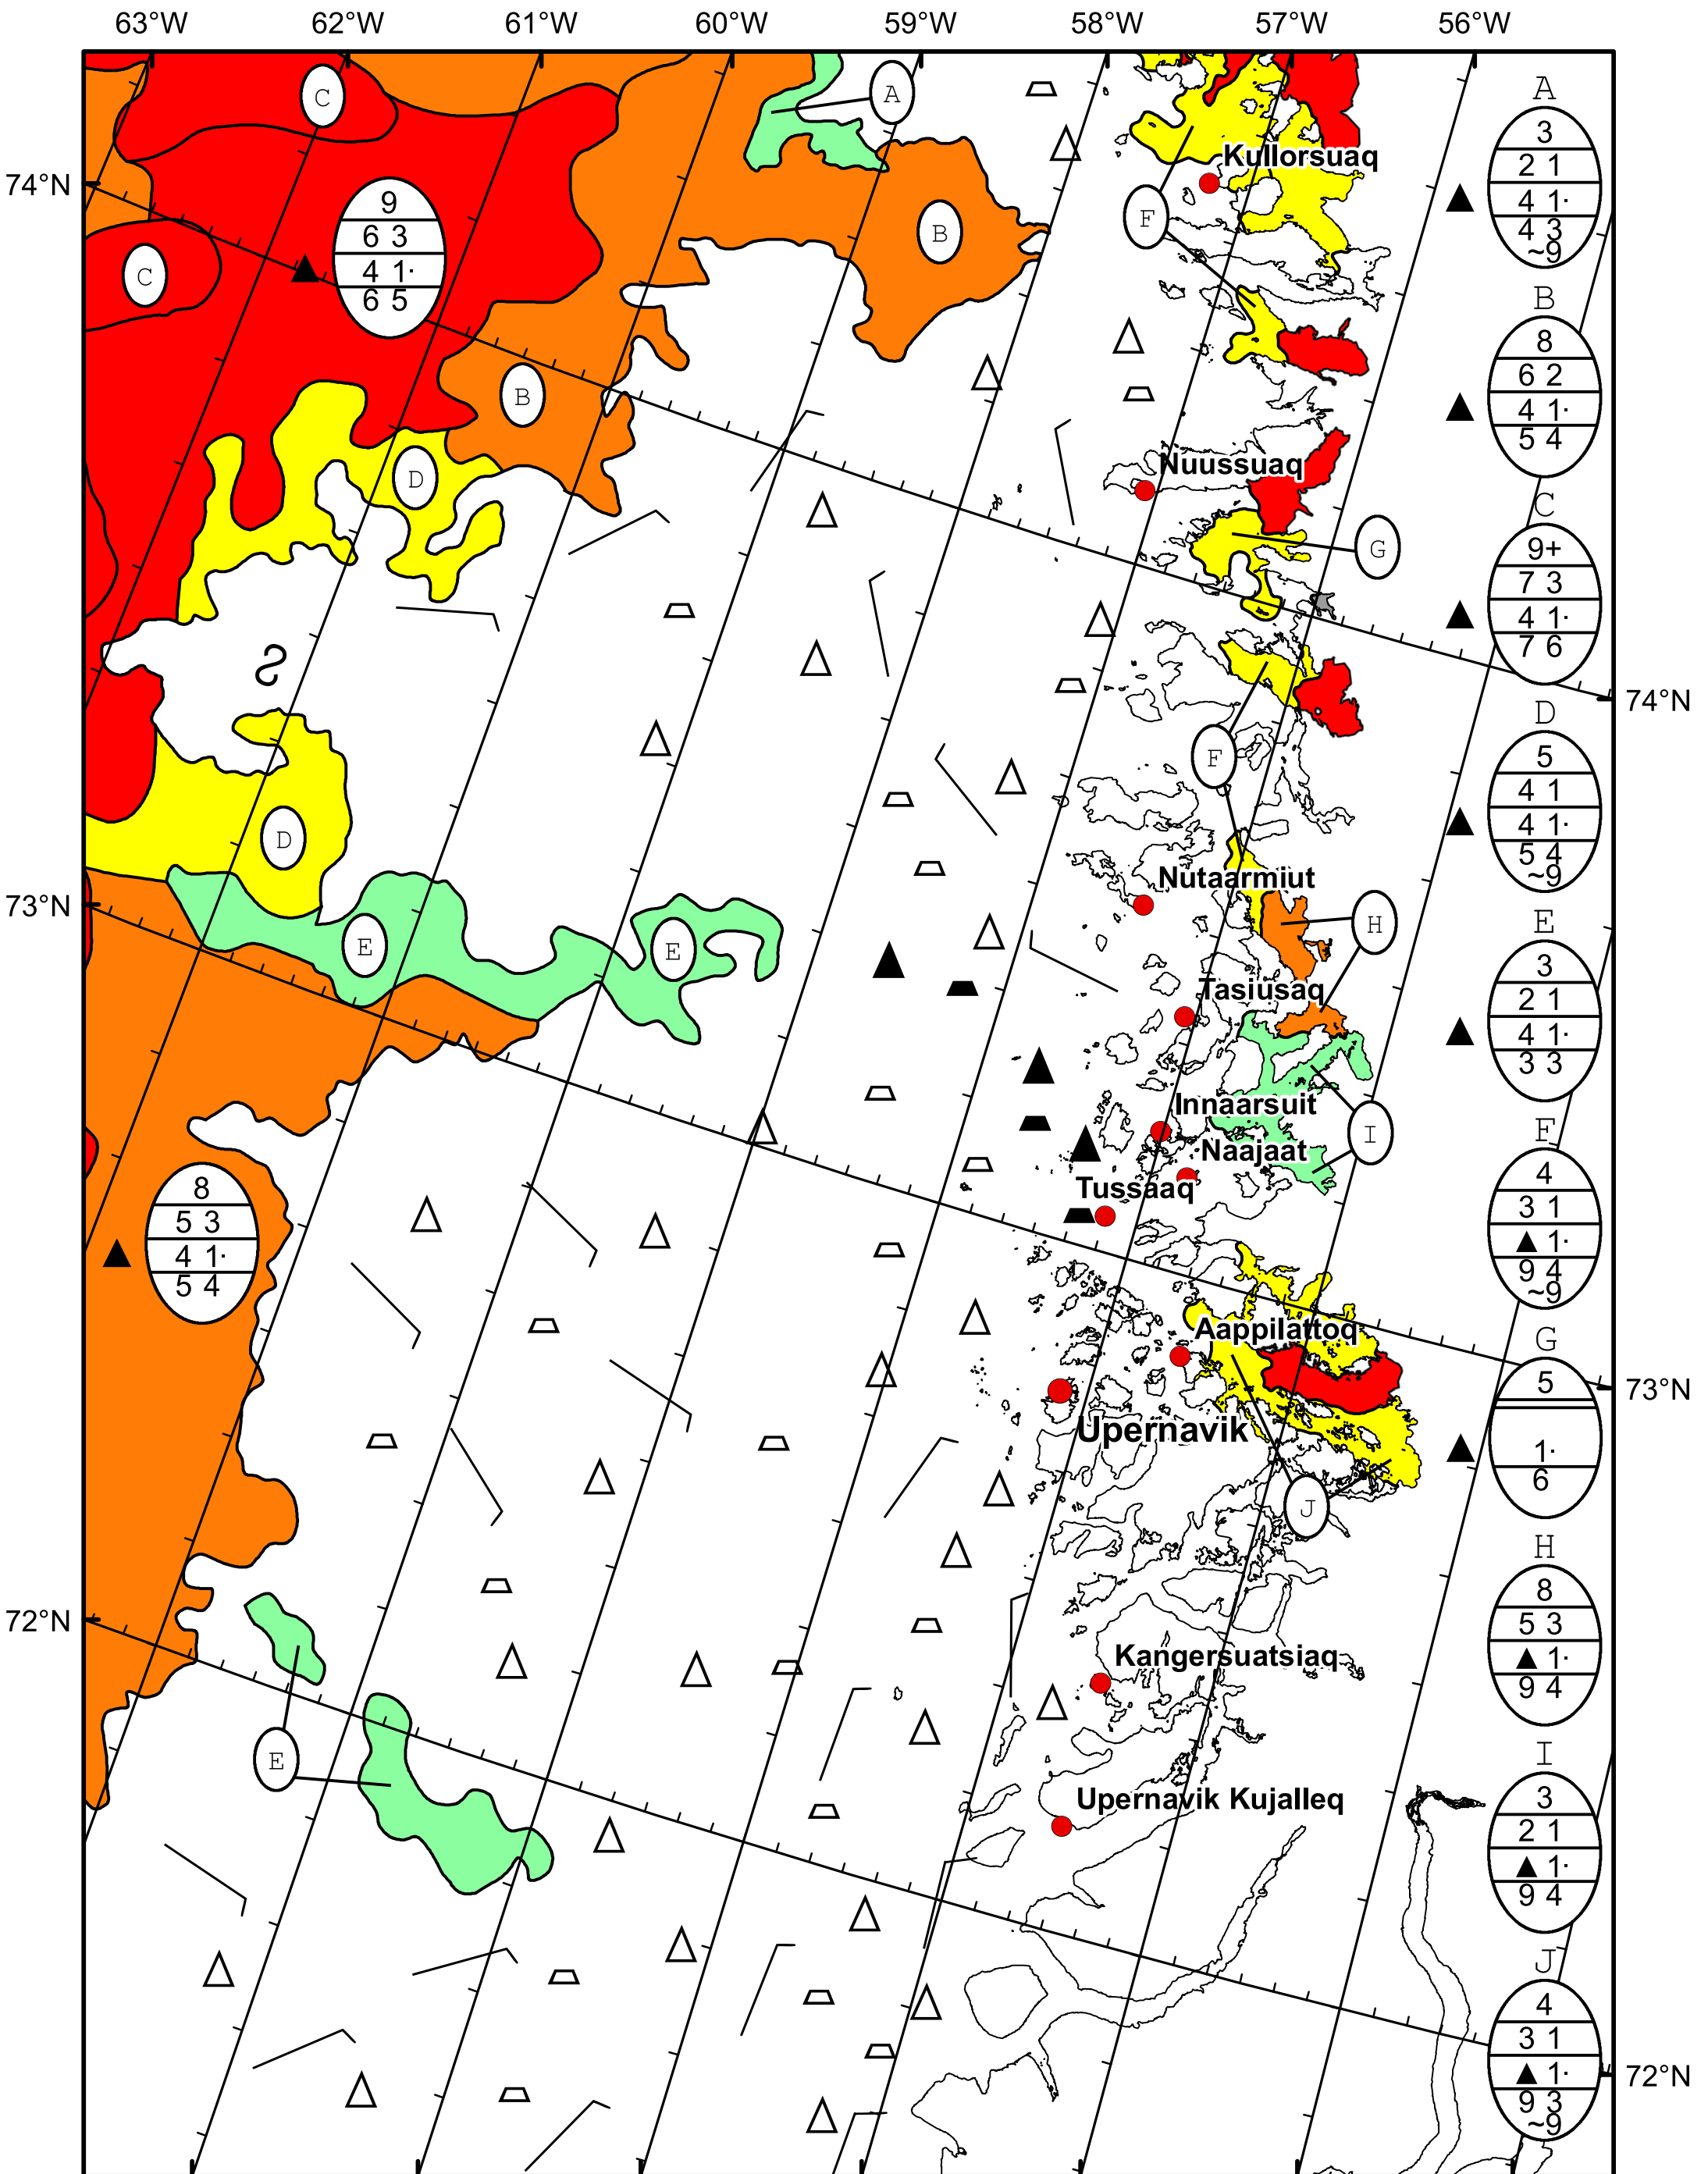 63°W 62°W 61°W 60°W 59°W 58°W 57°W 56°W
C
A
A
3
2 1
4 1·
4 3
~9
Kullorsuaq
74°N
9
6 3
4 1·
6 5
F
B
C
B
8
6 2
4 1·
5 4
B
D
Nuussuaq
C
9+
7 3
4 1·
7 6
G
74°N
D
5
4 1
4 1·
5 4
~9
F
D
Nutaarmiut
73°N
E
E
H
E
3
2 1
4 1·
3 3
Tasiusaq
Innaarsuit
I
Naajaat
Tussaaq
F
4
3 1
▲ 1·
9 4
~9
8
5 3
4 1·
5 4
Aappilattoq
G
5
1·
6
73°N
Upernavik
J
H
8
5 3
▲ 1·
9 4
72°N
Kangersuatsiaq
E
I
3
2 1
▲ 1·
9 4
Upernavik Kujalleq
J
4
3 1
▲ 1·
9 3
~9
72°N